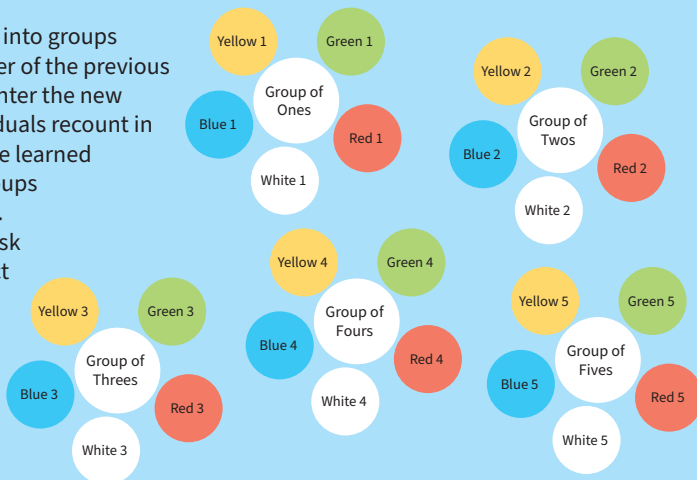 into groups
er of the previous
nter the new
duals recount in
e learned
ups
.
sk
ct
Yellow 1
Green 1
Group of
Ones
Blue 1
Red 1
White 1
Yellow 2
Green 2
Group of
Twos
Blue 2
Red 2
White 2
Yellow 3
Green 3
Group of
Threes
Blue 3
Red 3
White 3
Yellow 4
Green 4
Group of
Fours
Blue 4
Red 4
White 4
Yellow 5
Green 5
Group of
Fives
Blue 5
Red 5
White 5